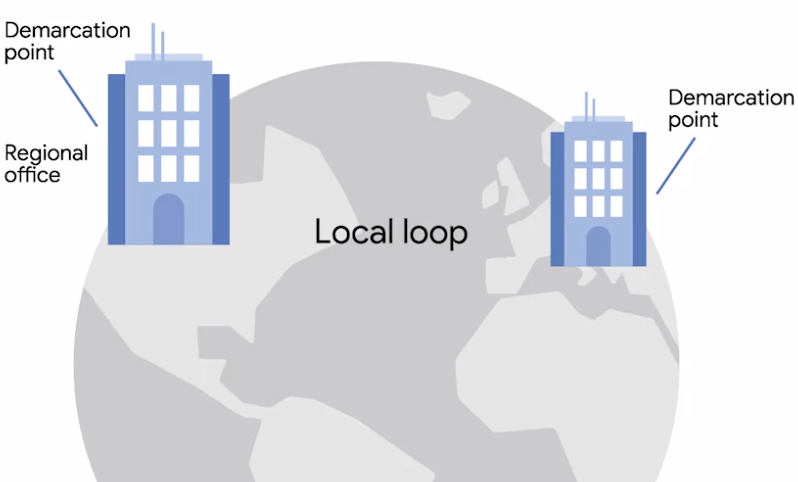 Demarcation
point
Regional
office
Local loop
Demarcation
point